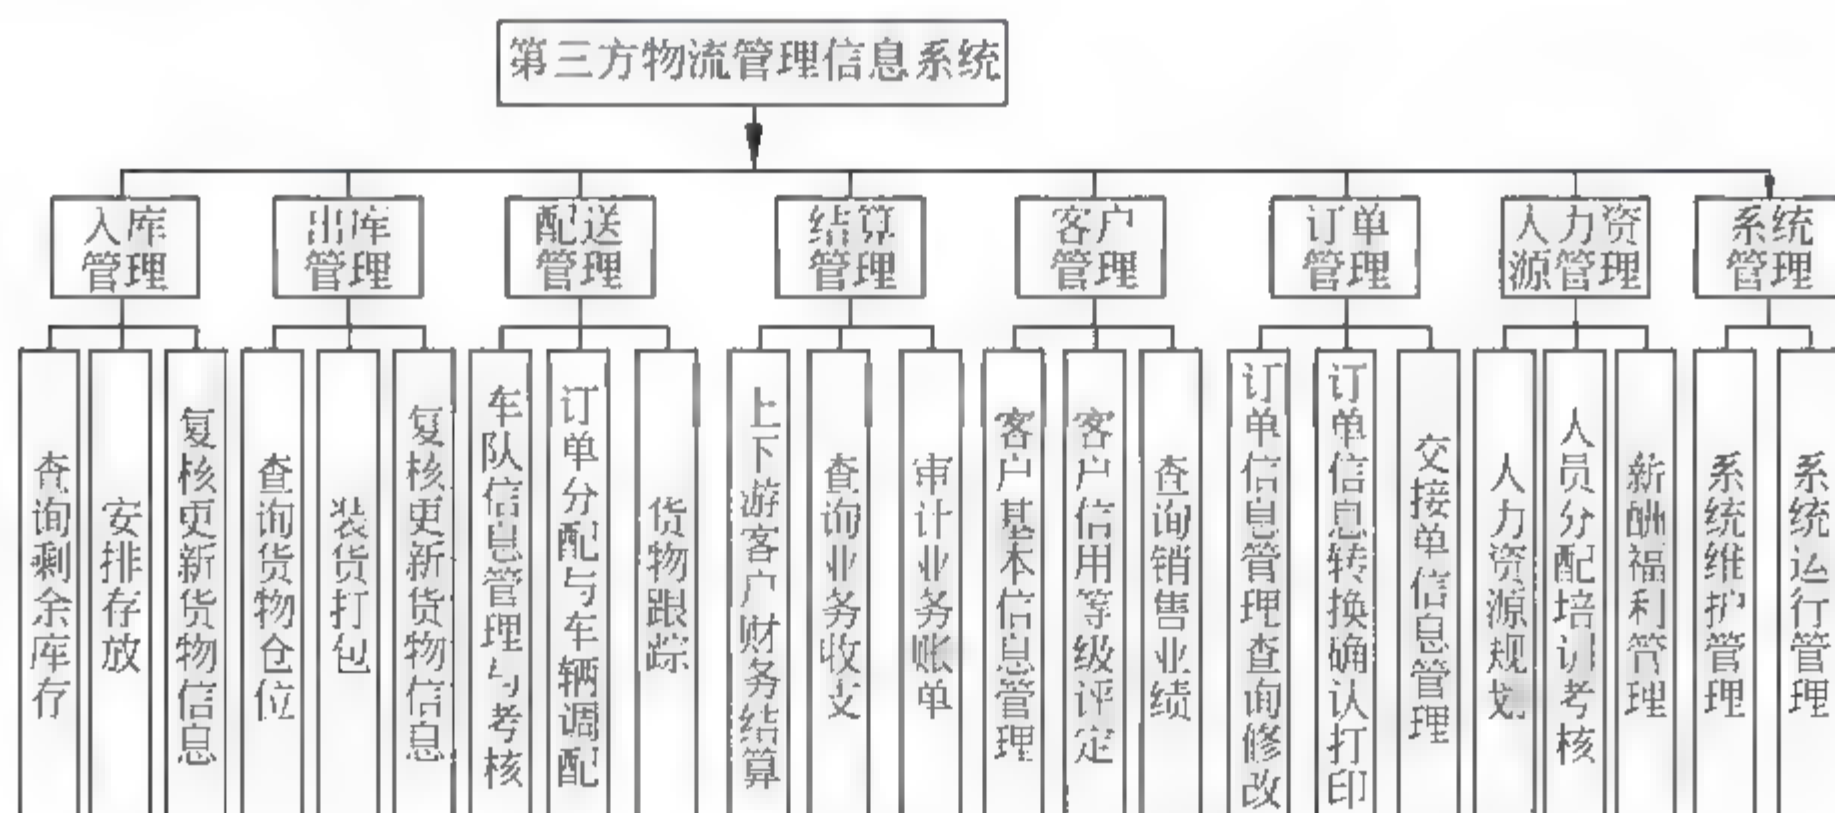 第三方物流管理信息系统
入库
管理
出库
管理
配送
管理
结算
管理
客户
管理
订单
管理
人力资
源管理
系统
管理
查询剩余库存
安排存放
复核更新货物信息
查询货物仓位
装货打包
复核更新货物信息
车队信息管理与考核
订单分配与车辆调配
货物跟踪
上下游客户财务结算
查询业务收支
审计业务账单
客户基本信息管理
客户信用等级评定
查询销售业绩
订单信息管理查询修改
订单信息转换确认打印
交接单信息管理
人力资源规划
人员分配培训考核
新酬福利管理
系统维护管理
系统运行管理